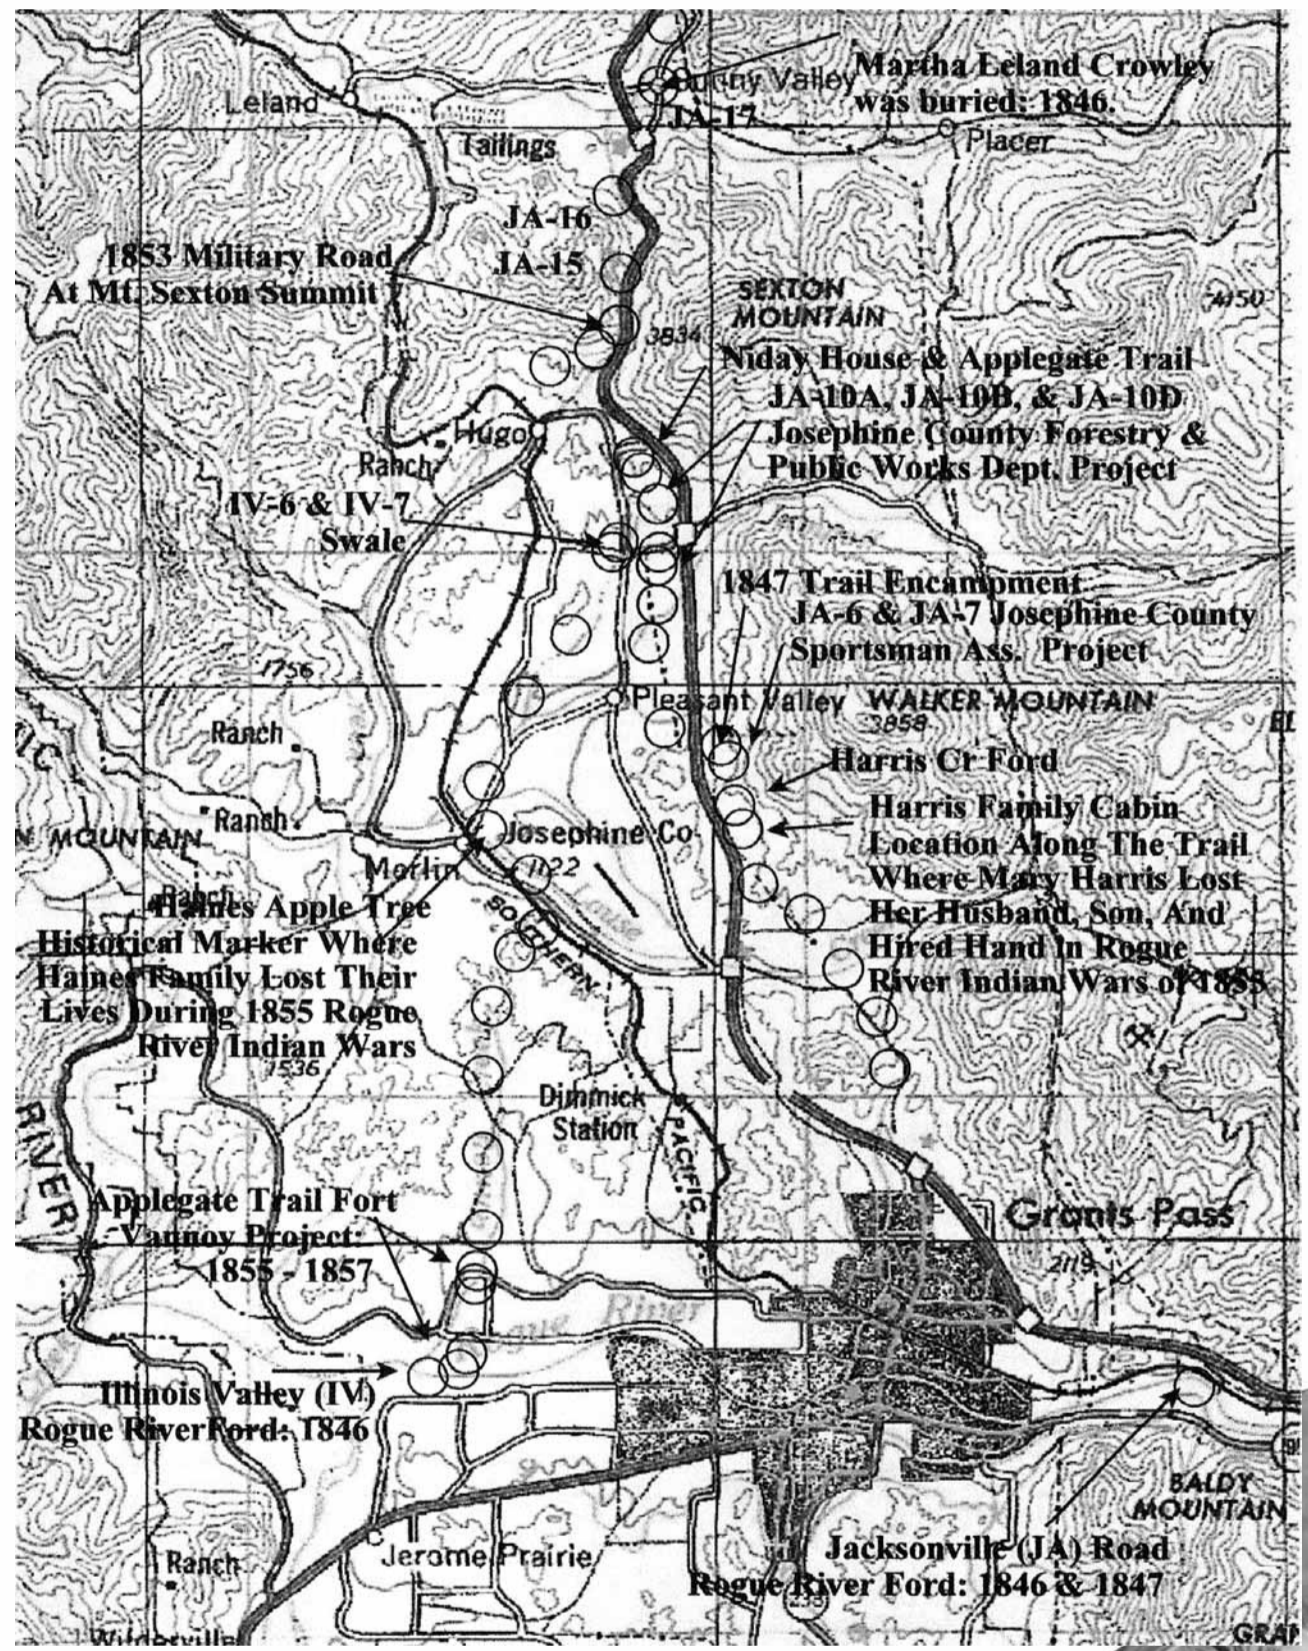 Martha Leland Crowley
was buried: 1846.
Sunny Valley
JA-17
Leland
Tailings
Placer
JA-16
JA-15
1853 Military Road
At Mt. Sexton Summit
SEXTON
MOUNTAIN
4150
3834
Niday House & Applegate Trail
JA-10A, JA-10B, & JA-10D
Josephine County Forestry &
Public Works Dept. Project
Hugo
Ranch
IV-6 & IV-7
Swale
1847 Trail Encampment
JA-6 & JA-7 Josephine County
Sportsman Ass. Project
1756
Pleasant Valley
WALKER MOUNTAIN
3858
EL
Ranch
Harris Cr Ford
Ranch
MOUNTAIN
Josephine Co
Merlin
1122
Harris Family Cabin
Location Along The Trail
Where Mary Harris Lost
Her Husband, Son, And
Hired Hand In Rogue
River Indian Wars of 1855
Ranch
Haines Apple Tree
Historical Marker Where
Haines Family Lost Their
Lives During 1855 Rogue
River Indian Wars
SOUTHERN
1536
Dimmick
Station
PACIFIC
RIVER
Applegate Trail Fort
Vannoy Project:
1855 - 1857
Grants Pass
2119
River
Illinois Valley (IV)
Rogue River Ford: 1846
BALDY
MOUNTAIN
Jacksonville (JA) Road
Rogue River Ford: 1846 & 1847
Jerome Prairie
Ranch
Wilderville
GRAN